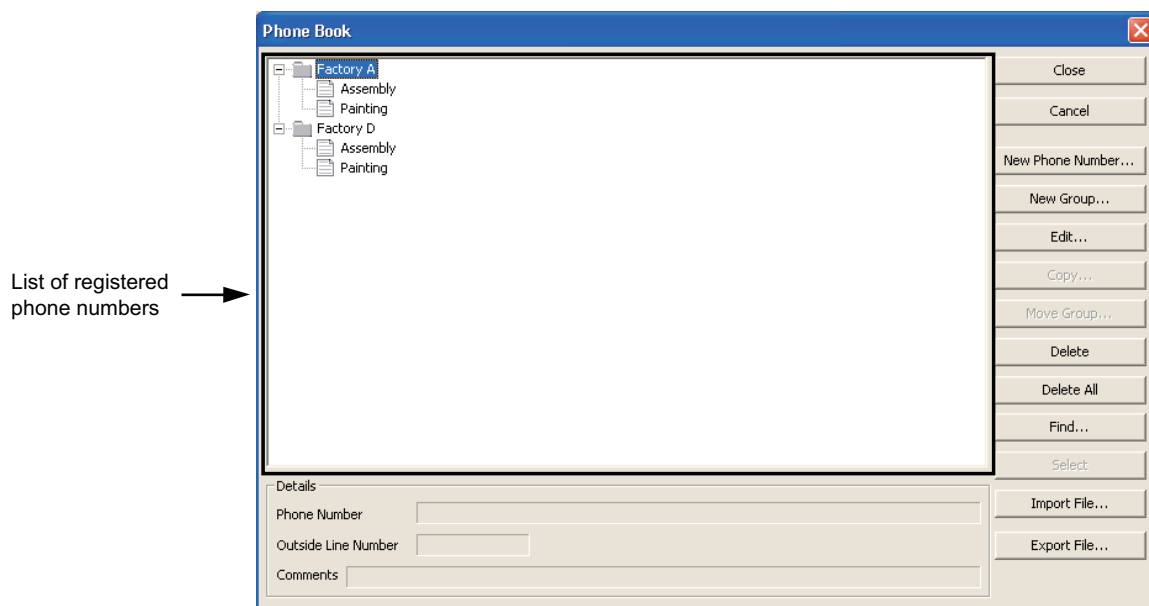 Phone Book
Factory A
Assembly
Painting
Factory D
Assembly
Painting
List of registered
phone numbers
Close
Cancel
New Phone Number...
New Group...
Edit...
Copy...
Move Group...
Delete
Delete All
Find...
Select
Import File...
Export File...
Details
Phone Number
Outside Line Number
Comments